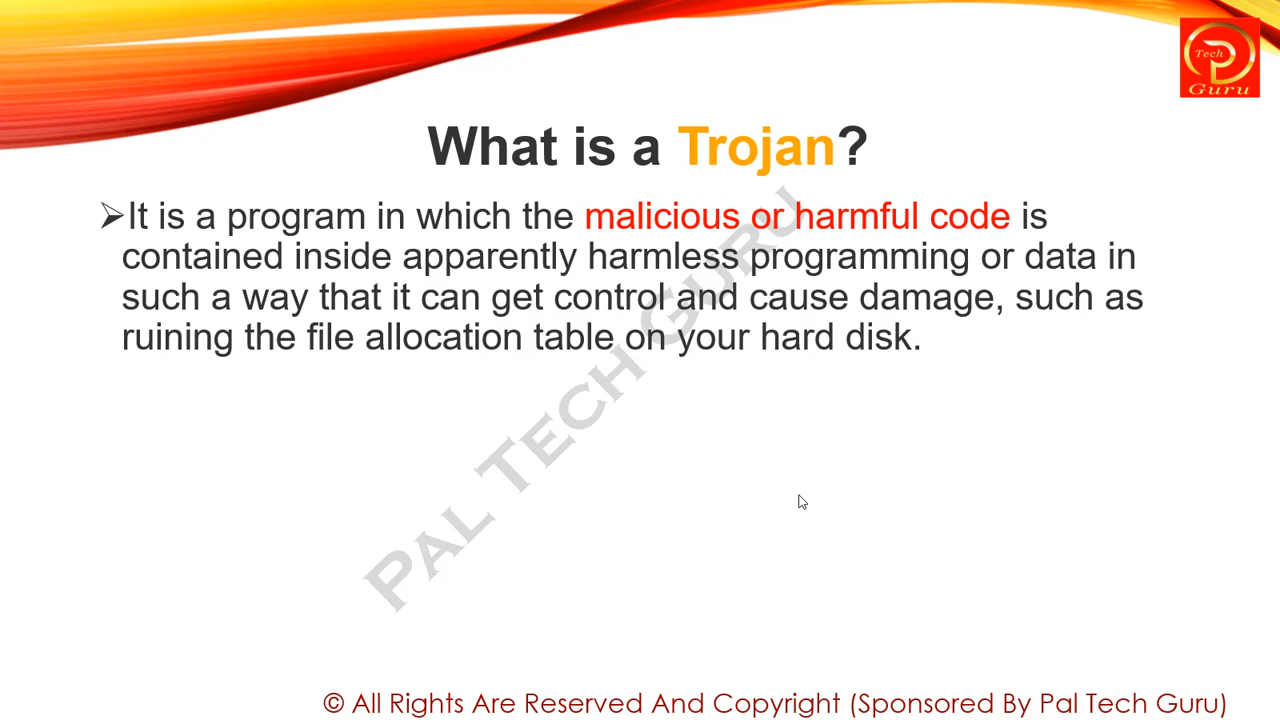 Tech
Guru
What is a Trojan?
➢It is a program in which the malicious or harmful code is
contained inside apparently harmless programming or data in
such a way that it can get control and cause damage, such as
ruining the file allocation table on your hard disk.
PAL TECH GURU
© All Rights Are Reserved And Copyright (Sponsored By Pal Tech Guru)